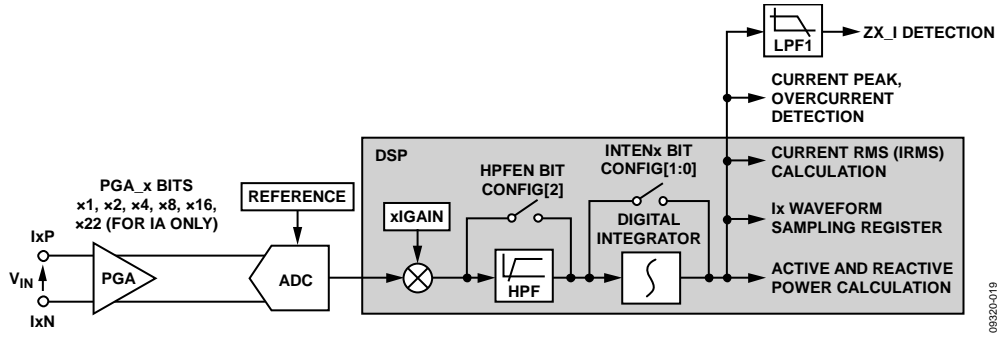 LPF1
ZX_I DETECTION
CURRENT PEAK,
OVERCURRENT
DETECTION
DSP
HPFEN BIT
CONFIG[2]
INTENx BIT
CONFIG[1:0]
CURRENT RMS (IRMS)
CALCULATION
PGA_x BITS
×1, ×2, ×4, ×8, ×16,
×22 (FOR IA ONLY)
REFERENCE
xIGAIN
DIGITAL
INTEGRATOR
Ix WAVEFORM
SAMPLING REGISTER
IxP
VIN
IxN
PGA
ADC
HPF
ACTIVE AND REACTIVE
POWER CALCULATION
09320-019